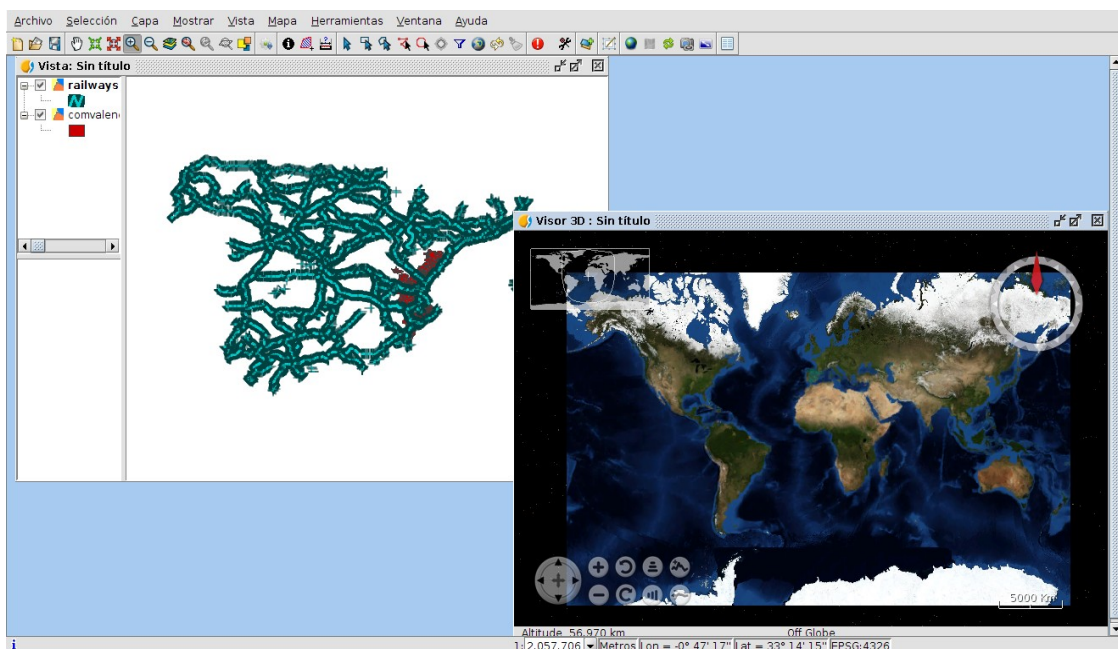 Archivo Selección Capa Mostrar Vista Mapa Herramientas Ventana Ayuda
Vista: Sin título
railways
comvalen
Visor 3D : Sin título
5000 Km
Altitude 56,970 km Off Globe
1: 2.057.706 Metros Lon = -0° 47' 17" Lat = 33° 14' 15" EPSG:4326